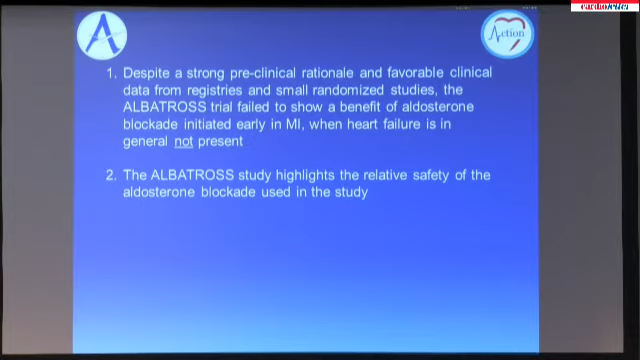 cardioletter
A
Action
1. Despite a strong pre-clinical rationale and favorable clinical
data from registries and small randomized studies, the
ALBATROSS trial failed to show a benefit of aldosterone
blockade initiated early in MI, when heart failure is in
general not present
2. The ALBATROSS study highlights the relative safety of the
aldosterone blockade used in the study